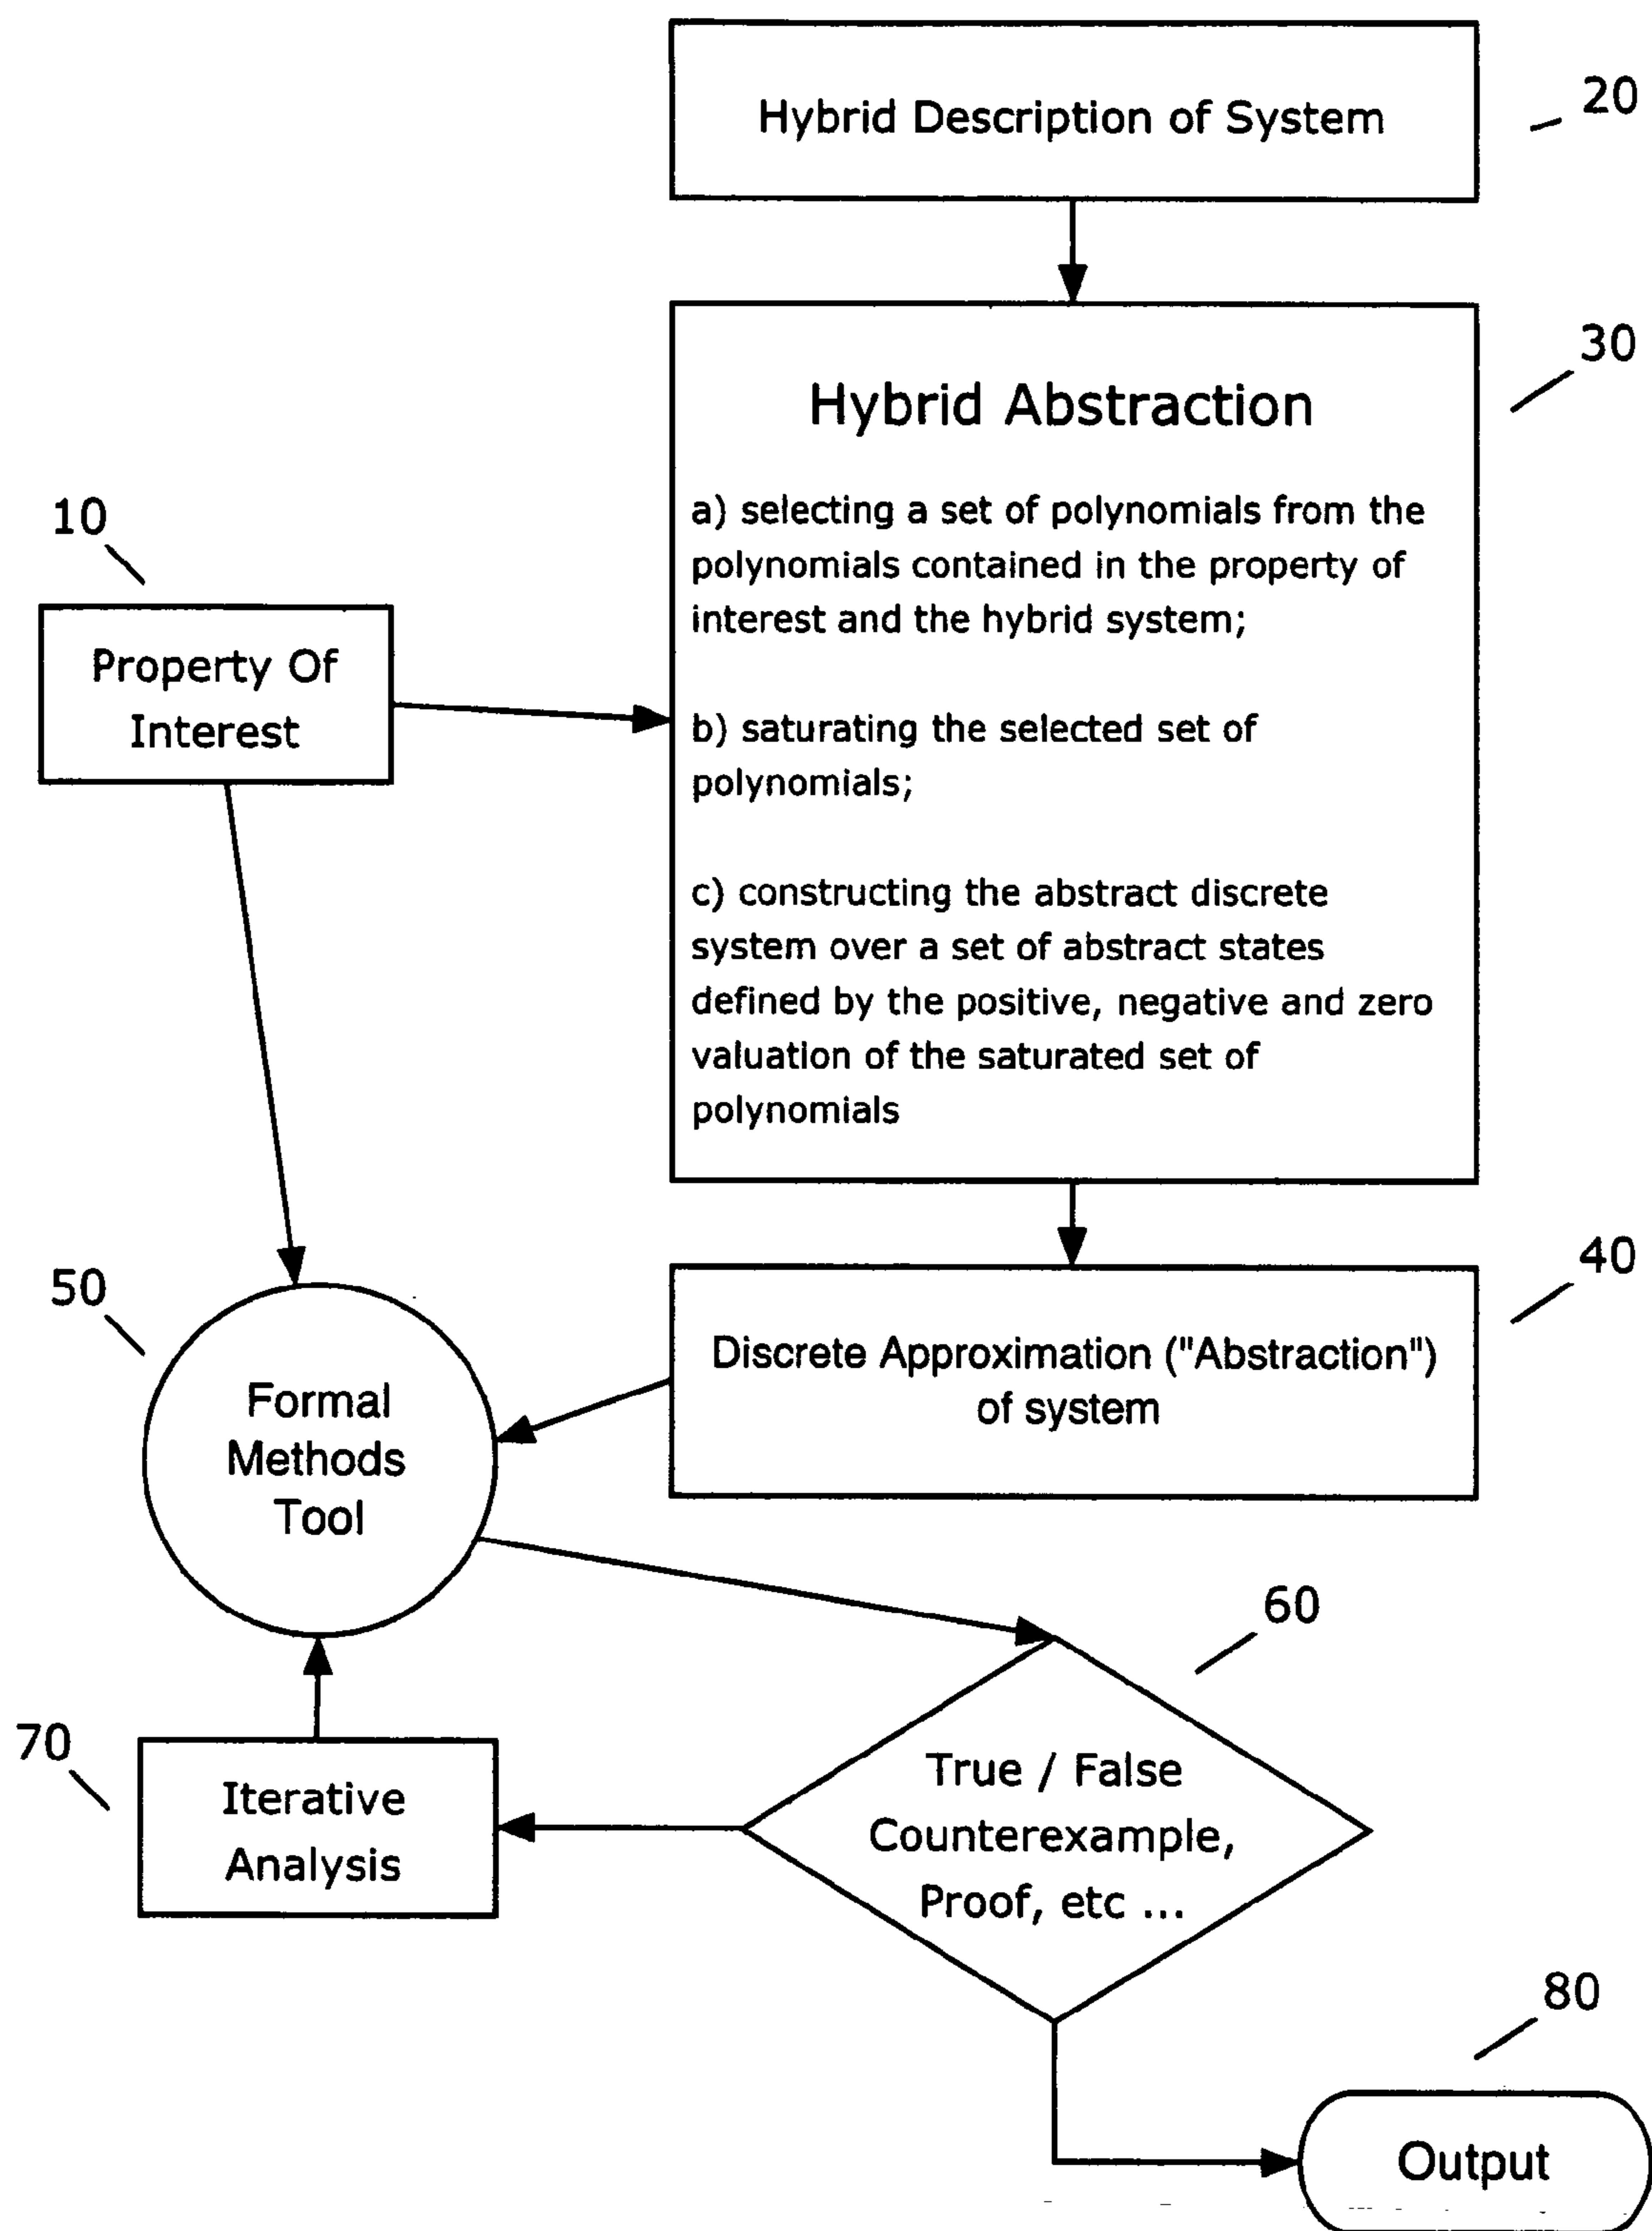 Hybrid Description of System
20
Hybrid Abstraction
30
a) selecting a set of polynomials from the
polynomials contained in the property of
interest and the hybrid system;
b) saturating the selected set of
polynomials;
c) constructing the abstract discrete
system over a set of abstract states
defined by the positive, negative and zero
valuation of the saturated set of
polynomials
10
Property Of
Interest
40
Discrete Approximation ("Abstraction")
of system
50
Formal
Methods
Tool
60
True / False
Counterexample,
Proof, etc ...
70
Iterative
Analysis
80
Output